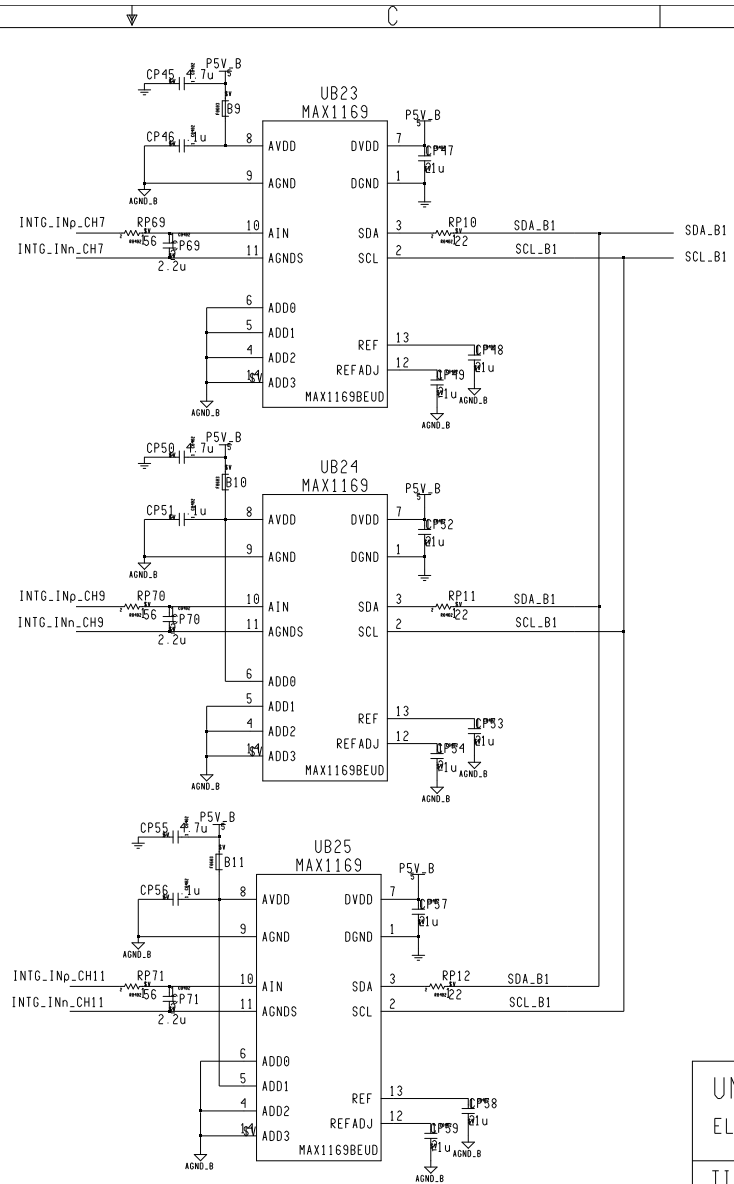 C
P5V_B
CP45 4.7u
B9
UB23
MAX1169
P5V_B
CP46 .1u
8 AVDD DVDD 7
CP47
.1u
9 AGND DGND 1
AGND_B
INTG_INp_CH7 RP69 10 AIN SDA 3 RP10 SDA_B1 SDA_B1
56 CP69 22
INTG_INn_CH7 11 AGNDS SCL 2 SCL_B1 SCL_B1
2.2u
6 ADD0
5 ADD1
REF 13
4 ADD2 CP48
REFADJ 12 .1u
14 ADD3 CP49
.1u AGND_B
MAX1169BEUD
AGND_B AGND_B
P5V_B
CP50 4.7u
B10
UB24
MAX1169
P5V_B
CP51 .1u
8 AVDD DVDD 7
CP52
.1u
9 AGND DGND 1
AGND_B
INTG_INp_CH9 RP70 10 AIN SDA 3 RP11 SDA_B1
56 CP70 22
INTG_INn_CH9 11 AGNDS SCL 2 SCL_B1
2.2u
6 ADD0
5 ADD1
REF 13
4 ADD2 CP53
REFADJ 12 .1u
14 ADD3 CP54
.1u AGND_B
MAX1169BEUD
AGND_B AGND_B
P5V_B
CP55 4.7u
B11
UB25
MAX1169
P5V_B
CP56 .1u
8 AVDD DVDD 7
CP57
.1u
9 AGND DGND 1
AGND_B
INTG_INp_CH11 RP71 10 AIN SDA 3 RP12 SDA_B1
56 CP71 22
INTG_INn_CH11 11 AGNDS SCL 2 SCL_B1
2.2u
6 ADD0
5 ADD1
REF 13
4 ADD2 CP58
REFADJ 12 .1u
14 ADD3 CP59
.1u AGND_B
MAX1169BEUD
AGND_B AGND_B
UN
EL
TI